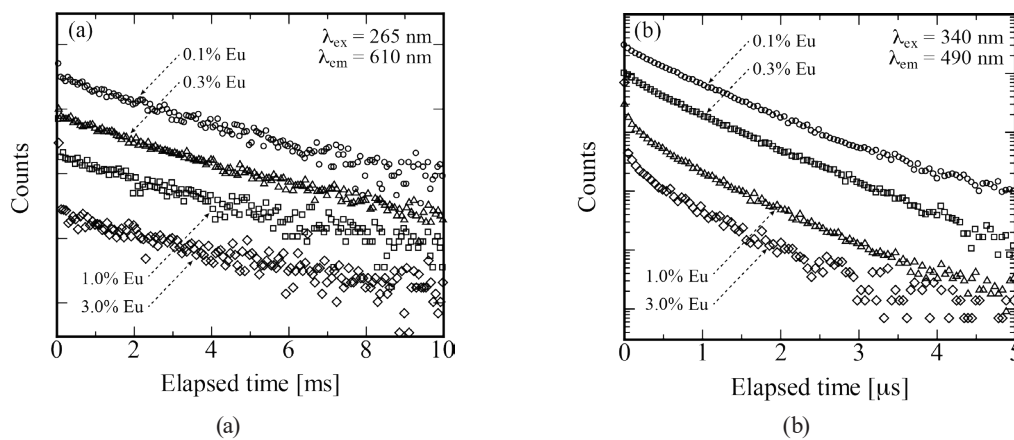 (a)
λex = 265 nm
λem = 610 nm
0.1% Eu
0.3% Eu
1.0% Eu
3.0% Eu
Counts
0 2 4 6 8 10
Elapsed time [ms]
(a)
(b)
λex = 340 nm
λem = 490 nm
0.1% Eu
0.3% Eu
1.0% Eu
3.0% Eu
Counts
0 1 2 3 4 5
Elapsed time [μs]
(b)